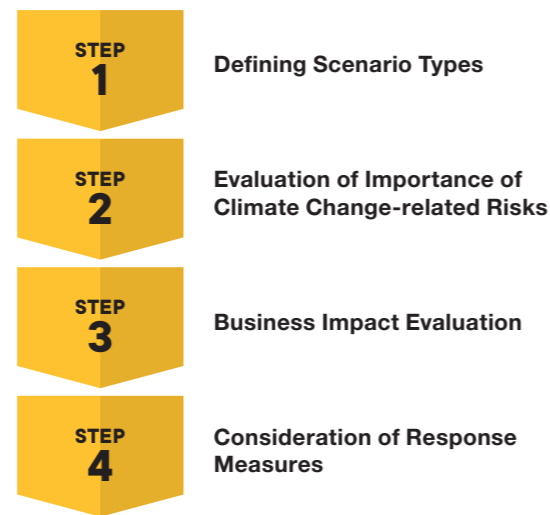 STEP
1
Defining Scenario Types
STEP
2
Evaluation of Importance of
Climate Change-related Risks
STEP
3
Business Impact Evaluation
STEP
4
Consideration of Response
Measures